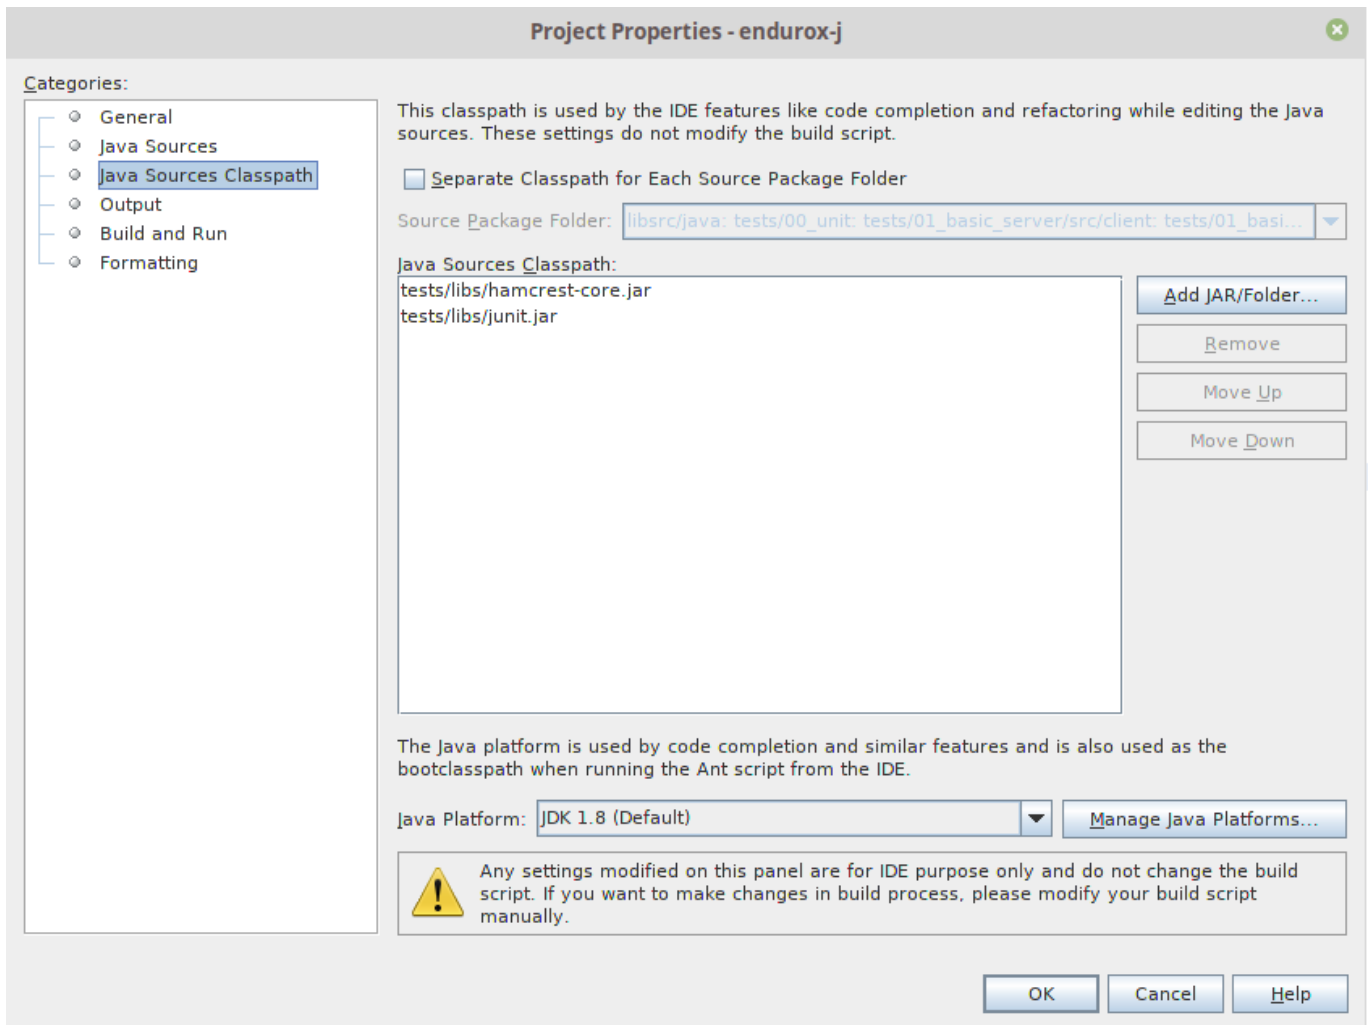 Project Properties - endurox-j
Categories:
General
Java Sources
Java Sources Classpath
Output
Build and Run
Formatting
This classpath is used by the IDE features like code completion and refactoring while editing the Java
sources. These settings do not modify the build script.
Separate Classpath for Each Source Package Folder
Source Package Folder: libsrc/java: tests/00_unit: tests/01_basic_server/src/client: tests/01_basi...
Java Sources Classpath:
tests/libs/hamcrest-core.jar
tests/libs/junit.jar
Add JAR/Folder...
Remove
Move Up
Move Down
The Java platform is used by code completion and similar features and is also used as the
bootclasspath when running the Ant script from the IDE.
Java Platform: JDK 1.8 (Default) Manage Java Platforms...
Any settings modified on this panel are for IDE purpose only and do not change the build
script. If you want to make changes in build process, please modify your build script
manually.
OK Cancel Help